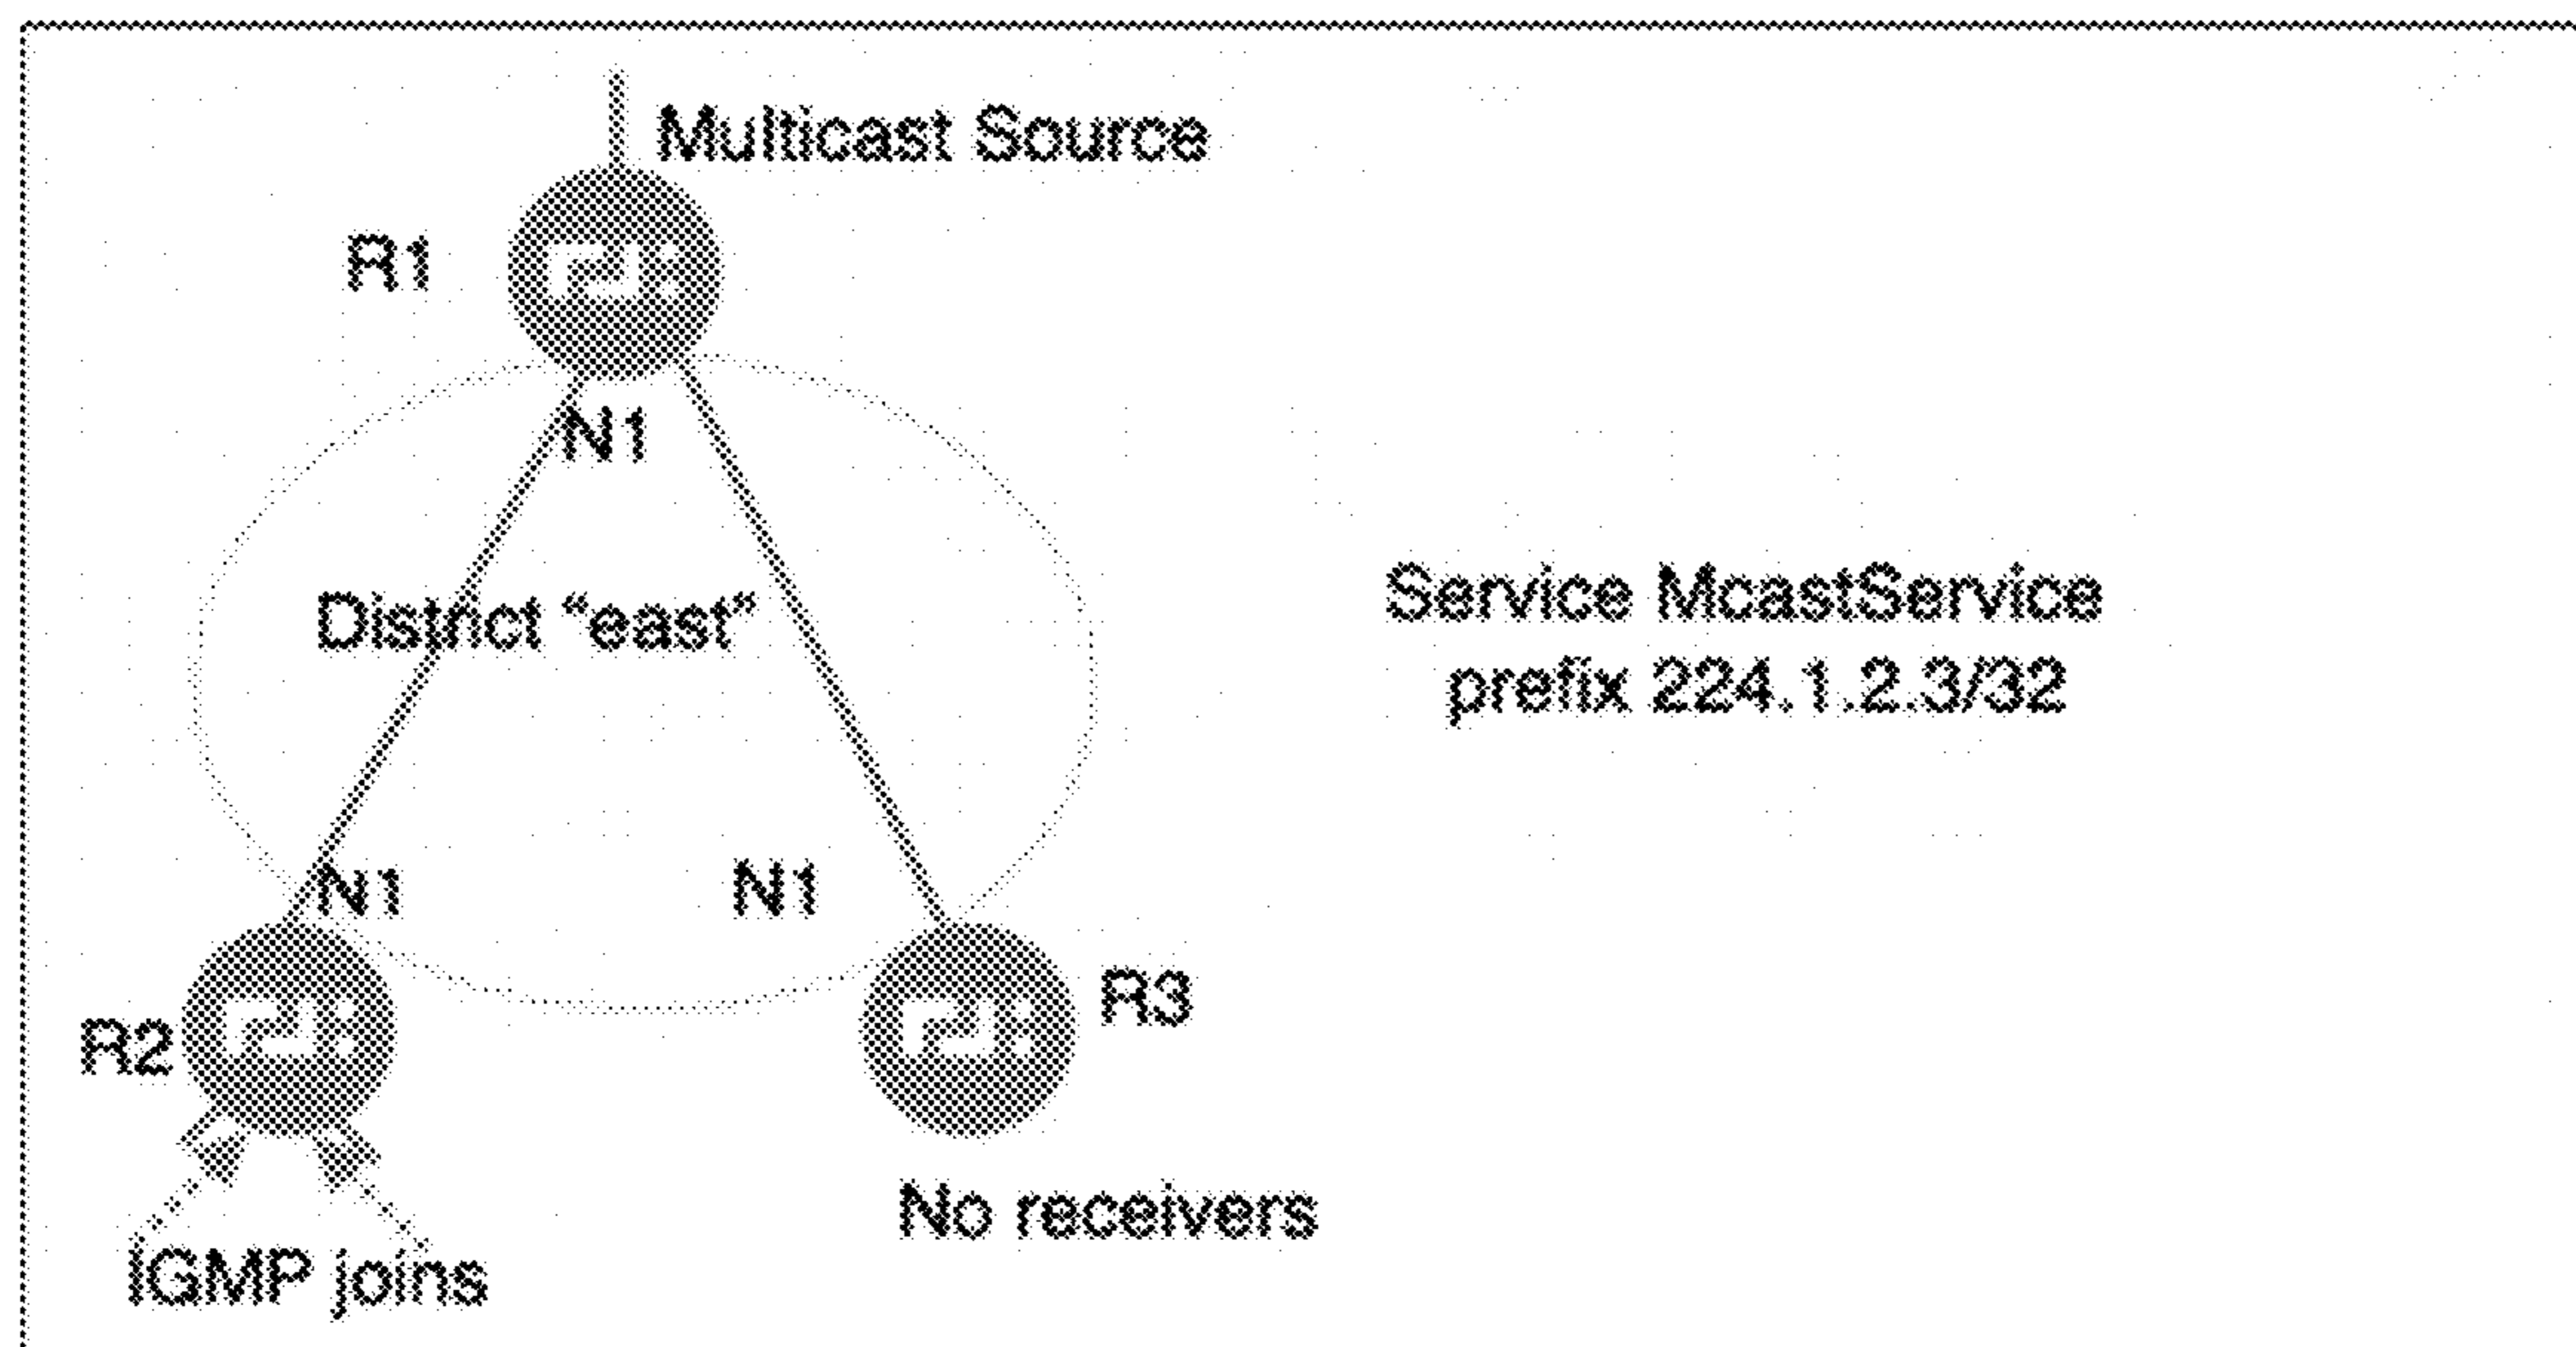 Multicast Source
R1
N1
District “east”
Service McastService
prefix 224.1.2.3/32
N1
N1
R2
R3
No receivers
IGMP joins